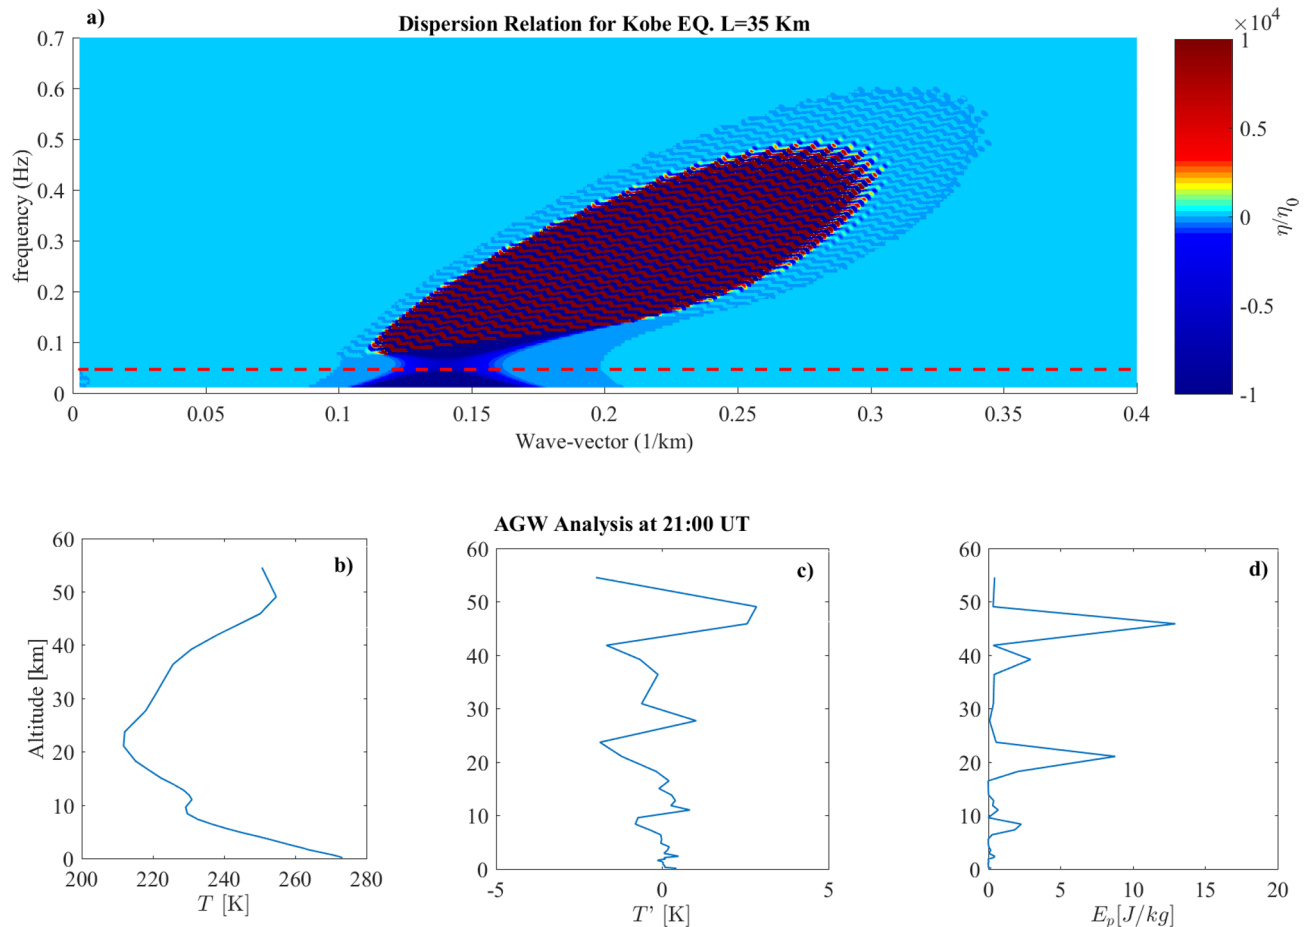 a)
Dispersion Relation for Kobe EQ. L=35 Km
×10⁴
0.7
0.6
0.5
0.4
0.3
0.2
0.1
0
frequency (Hz)
0 0.05 0.1 0.15 0.2 0.25 0.3 0.35 0.4
Wave-vector (1/km)
1
0.5
0
-0.5
-1
η/η₀
AGW Analysis at 21:00 UT
b)
60
50
40
30
20
10
0
Altitude [km]
200 220 240 260 280
T [K]
c)
60
50
40
30
20
10
0
-5 0 5
T' [K]
d)
60
50
40
30
20
10
0
0 5 10 15 20
Eₚ[J/kg]